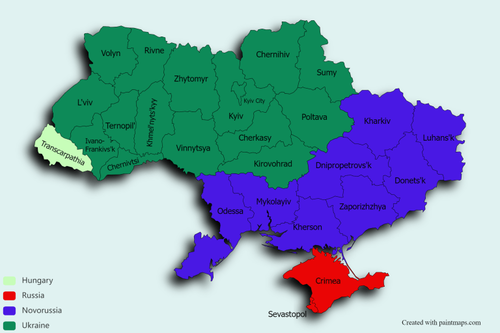 Volyn
Rivne
Chernihiv
Sumy
Zhytomyr
Kyiv City
L'viv
Ternopil'
Khmel'nyts'kyy
Kyiv
Poltava
Kharkiv
Luhans'k
Ivano-
Frankivs'k
Cherkasy
Transcarpathia
Chernivtsi
Vinnytsya
Kirovohrad
Dnipropetrovs'k
Donets'k
Odessa
Mykolayiv
Zaporizhzhya
Kherson
Crimea
Sevastopol
Hungary
Russia
Novorussia
Ukraine
Created with paintmaps.com